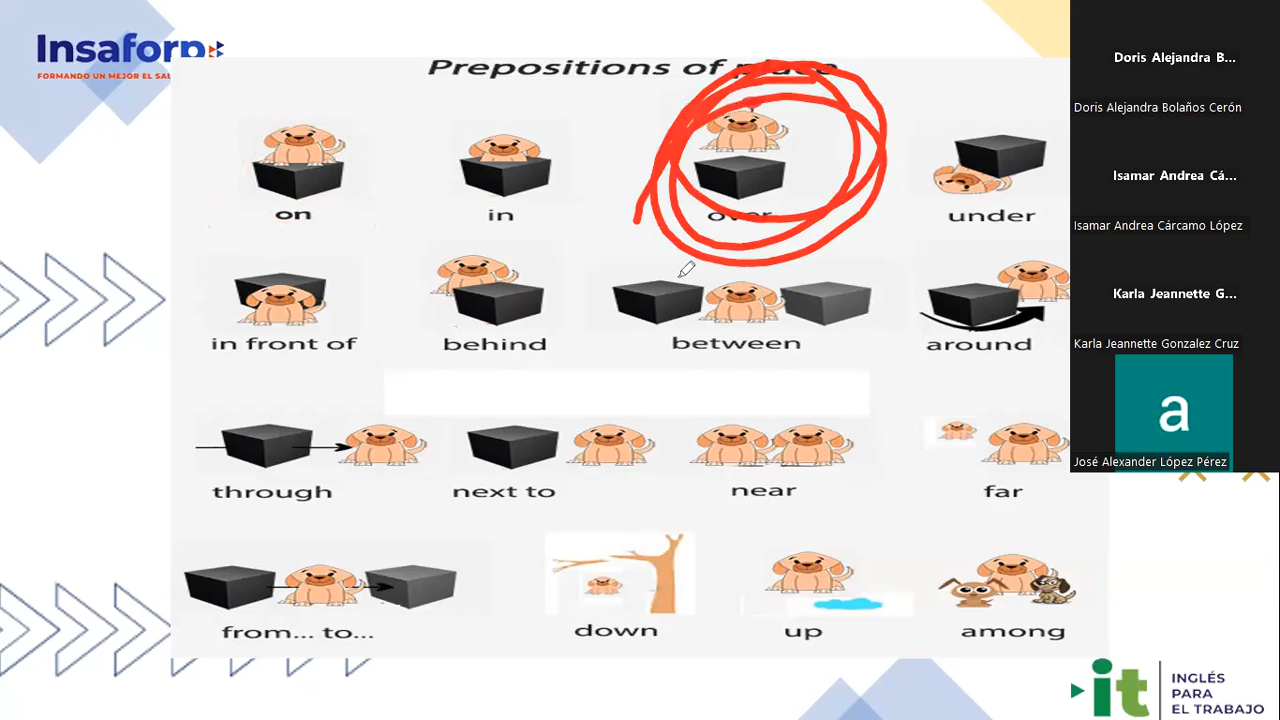 Insaforp
FORMANDO UN MEJOR EL SAL
Prepositions of place
on in over under
in front of behind between around
through next to near far
from... to... down up among
Doris Alejandra B...
Doris Alejandra Bolaños Cerón
Isamar Andrea Cá...
Isamar Andrea Cárcamo López
Karla Jeannette G...
Karla Jeannette Gonzalez Cruz
a
José Alexander López Pérez
it
INGLÉS
PARA
EL TRABAJO